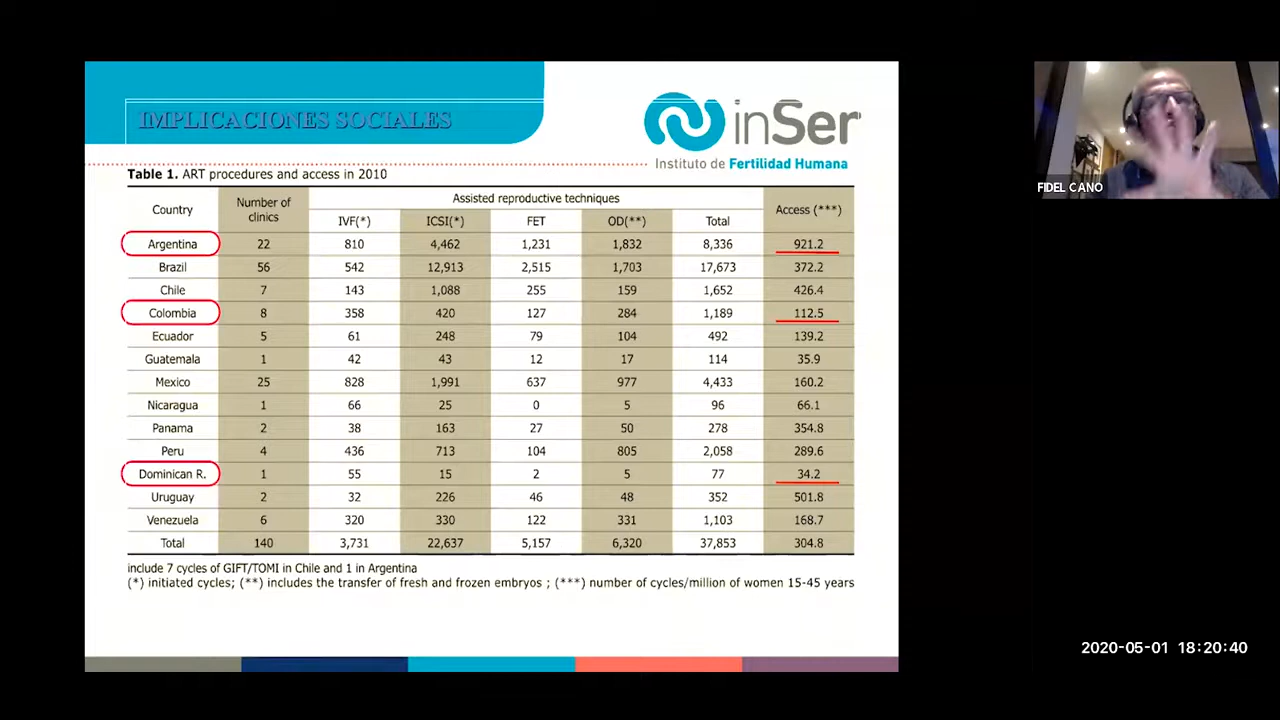 IMPLICACIONES SOCIALES
inSer
Instituto de Fertilidad Humana
FIDEL CANO
Table 1. ART procedures and access in 2010
Country Number of clinics Assisted reproductive techniques Access (***)
IVF(*) ICSI(*) FET OD(**) Total
Argentina 22 810 4,462 1,231 1,832 8,336 921.2
Brazil 56 542 12,913 2,515 1,703 17,673 372.2
Chile 7 143 1,088 255 159 1,652 426.4
Colombia 8 358 420 127 284 1,189 112.5
Ecuador 5 61 248 79 104 492 139.2
Guatemala 1 42 43 12 17 114 35.9
Mexico 25 828 1,991 637 977 4,433 160.2
Nicaragua 1 66 25 0 5 96 66.1
Panama 2 38 163 27 50 278 354.8
Peru 4 436 713 104 805 2,058 289.6
Dominican R. 1 55 15 2 5 77 34.2
Uruguay 2 32 226 46 48 352 501.8
Venezuela 6 320 330 122 331 1,103 168.7
Total 140 3,731 22,637 5,157 6,320 37,853 304.8
include 7 cycles of GIFT/TOMI in Chile and 1 in Argentina
(*) initiated cycles; (**) includes the transfer of fresh and frozen embryos ; (***) number of cycles/million of women 15-45 years
2020-05-01 18:20:40